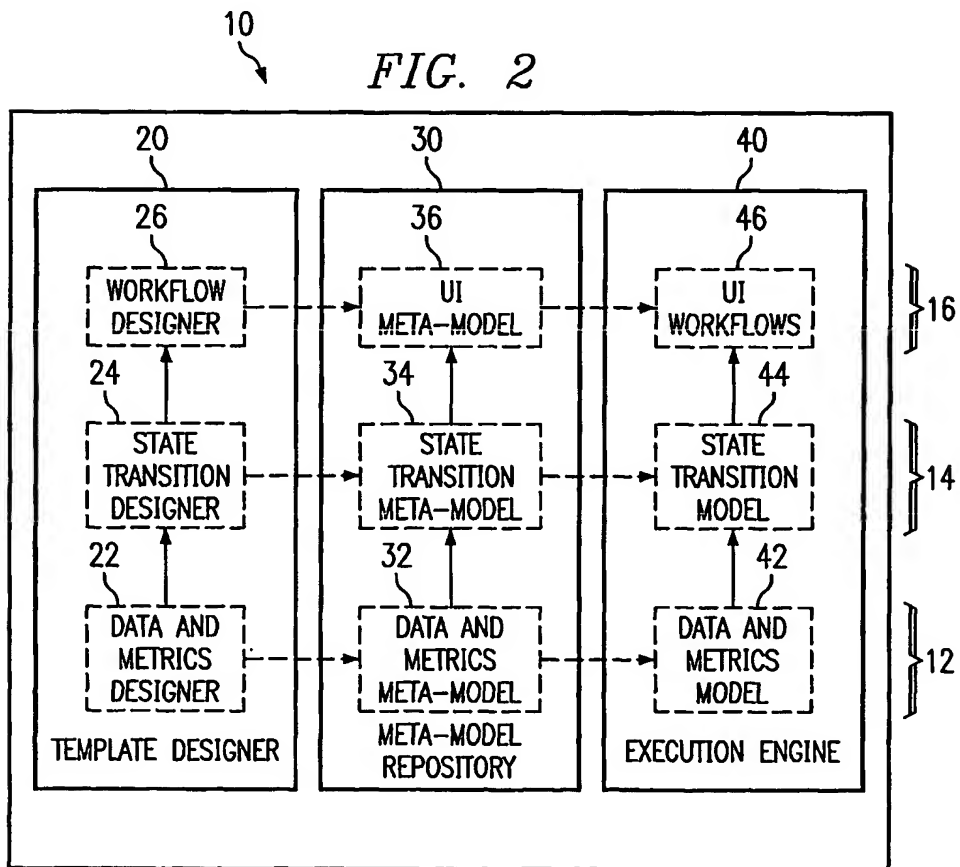 10
FIG. 2
20
30
40
26
36
46
WORKFLOW
DESIGNER
UI
META-MODEL
UI
WORKFLOWS
16
24
34
44
STATE
TRANSITION
DESIGNER
STATE
TRANSITION
META-MODEL
STATE
TRANSITION
MODEL
14
22
32
42
DATA AND
METRICS
DESIGNER
DATA AND
METRICS
META-MODEL
DATA AND
METRICS
MODEL
12
TEMPLATE DESIGNER
META-MODEL
REPOSITORY
EXECUTION ENGINE